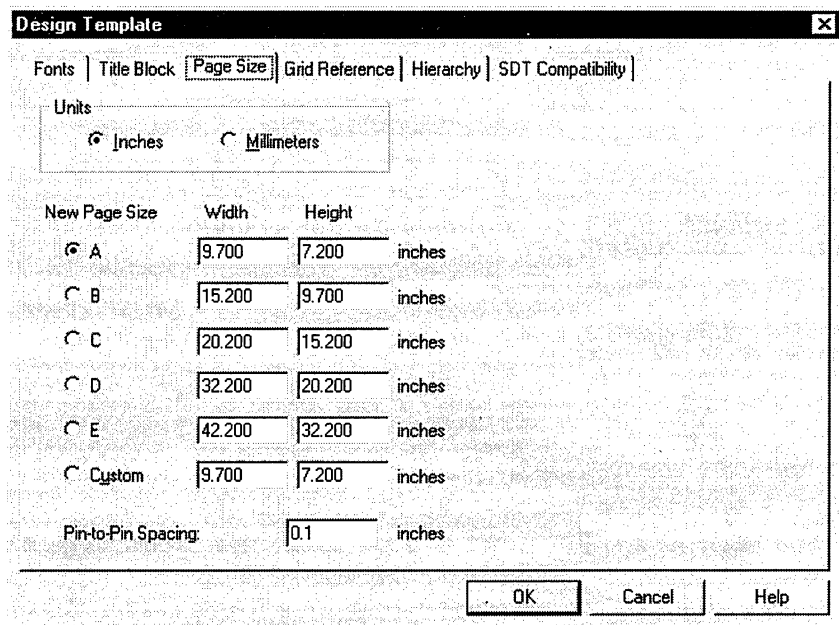 Design Template
Fonts | Title Block | Page Size | Grid Reference | Hierarchy | SDT Compatibility
Units
Inches Millimeters
New Page Size Width Height
A 9.700 7.200 inches
B 15.200 9.700 inches
C 20.200 15.200 inches
D 32.200 20.200 inches
E 42.200 32.200 inches
Custom 9.700 7.200 inches
Pin-to-Pin Spacing: 0.1 inches
OK Cancel Help